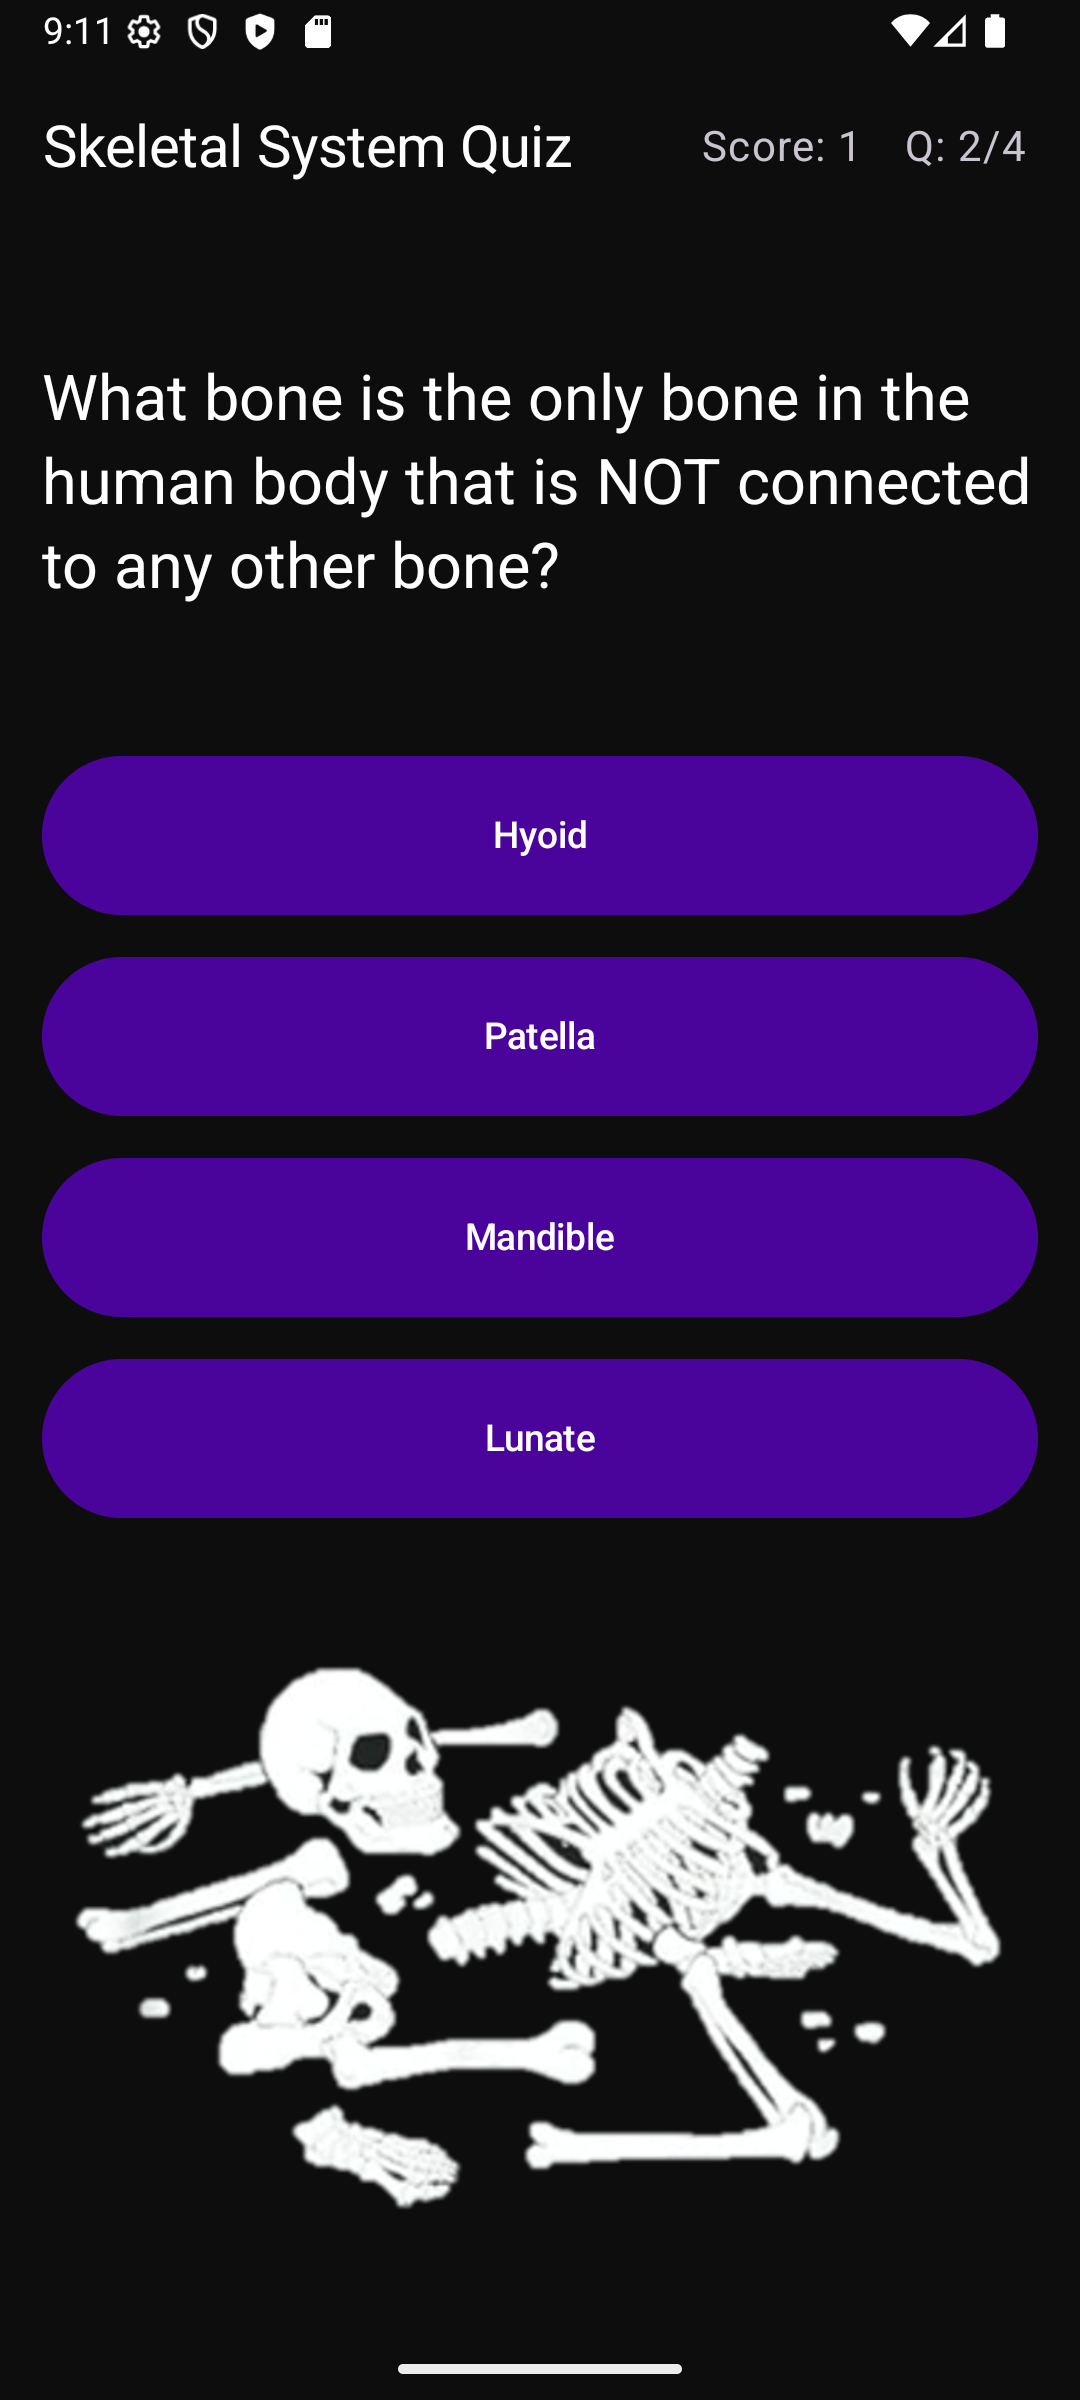 9:11
Skeletal System Quiz Score: 1 Q: 2/4
What bone is the only bone in the
human body that is NOT connected
to any other bone?
Hyoid
Patella
Mandible
Lunate